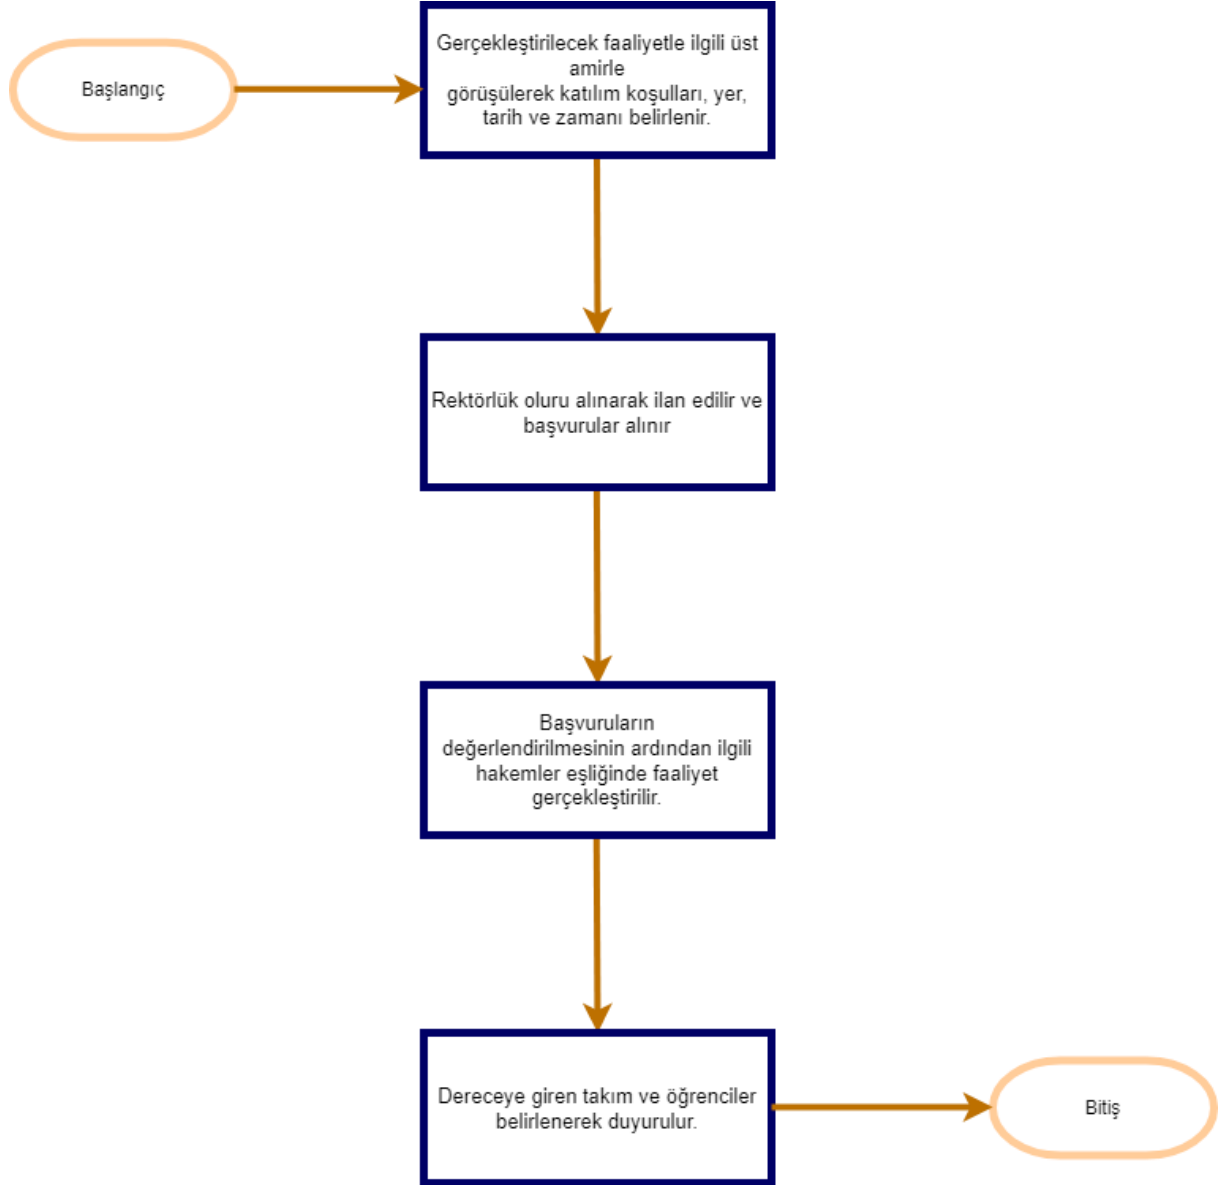 Başlangıç
Gerçekleştirilecek faaliyetle ilgili üst
amirle
görüşülerek katılım koşulları, yer,
tarih ve zamanı belirlenir.
Rektörlük oluru alınarak ilan edilir ve
başvurular alınır
Başvuruların
değerlendirilmesinin ardından ilgili
hakemler eşliğinde faaliyet
gerçekleştirilir.
Dereceye giren takım ve öğrenciler
belirlenerek duyurulur.
Bitiş